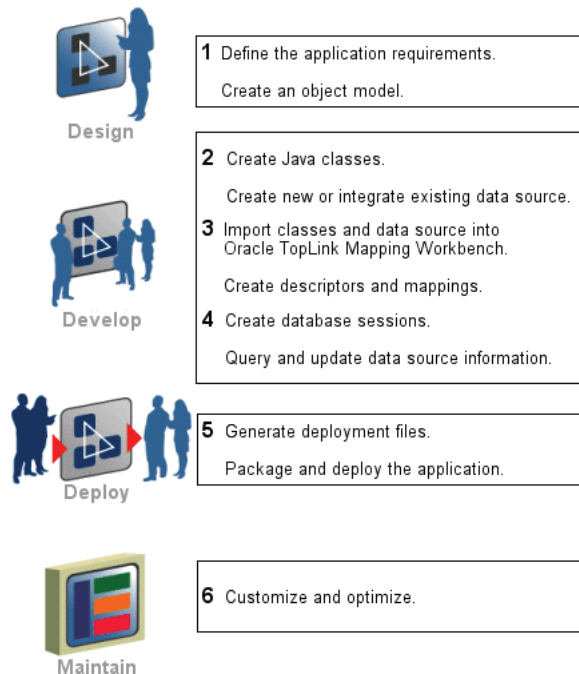 1 Define the application requirements.
Create an object model.
Design
2 Create Java classes.
Create new or integrate existing data source.
3 Import classes and data source into
Oracle TopLink Mapping Workbench.
Create descriptors and mappings.
4 Create database sessions.
Query and update data source information.
Develop
5 Generate deployment files.
Package and deploy the application.
Deploy
6 Customize and optimize.
Maintain